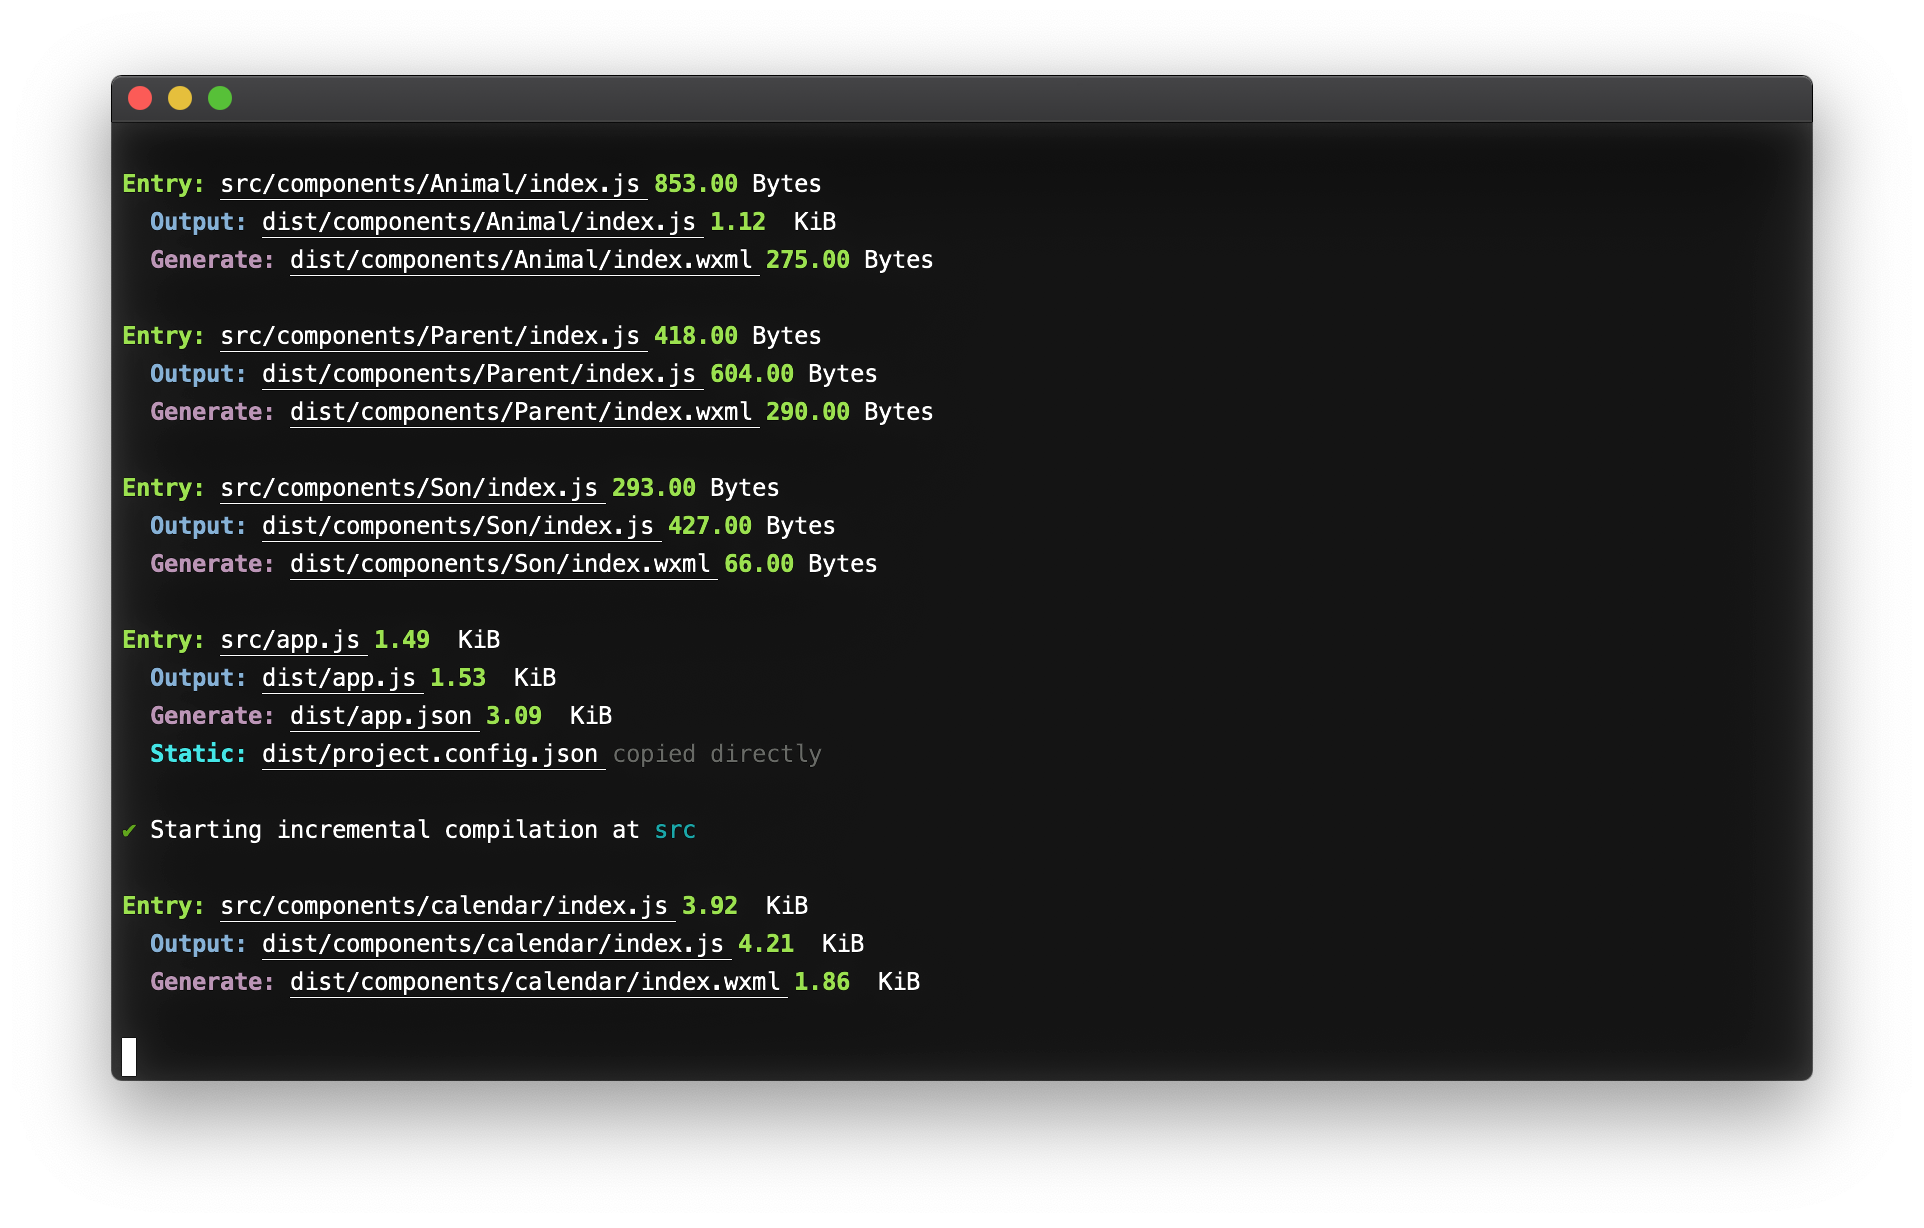 Entry: src/components/Animal/index.js 853.00 Bytes
Output: dist/components/Animal/index.js 1.12 KiB
Generate: dist/components/Animal/index.wxml 275.00 Bytes
Entry: src/components/Parent/index.js 418.00 Bytes
Output: dist/components/Parent/index.js 604.00 Bytes
Generate: dist/components/Parent/index.wxml 290.00 Bytes
Entry: src/components/Son/index.js 293.00 Bytes
Output: dist/components/Son/index.js 427.00 Bytes
Generate: dist/components/Son/index.wxml 66.00 Bytes
Entry: src/app.js 1.49 KiB
Output: dist/app.js 1.53 KiB
Generate: dist/app.json 3.09 KiB
Static: dist/project.config.json copied directly
✔ Starting incremental compilation at src
Entry: src/components/calendar/index.js 3.92 KiB
Output: dist/components/calendar/index.js 4.21 KiB
Generate: dist/components/calendar/index.wxml 1.86 KiB